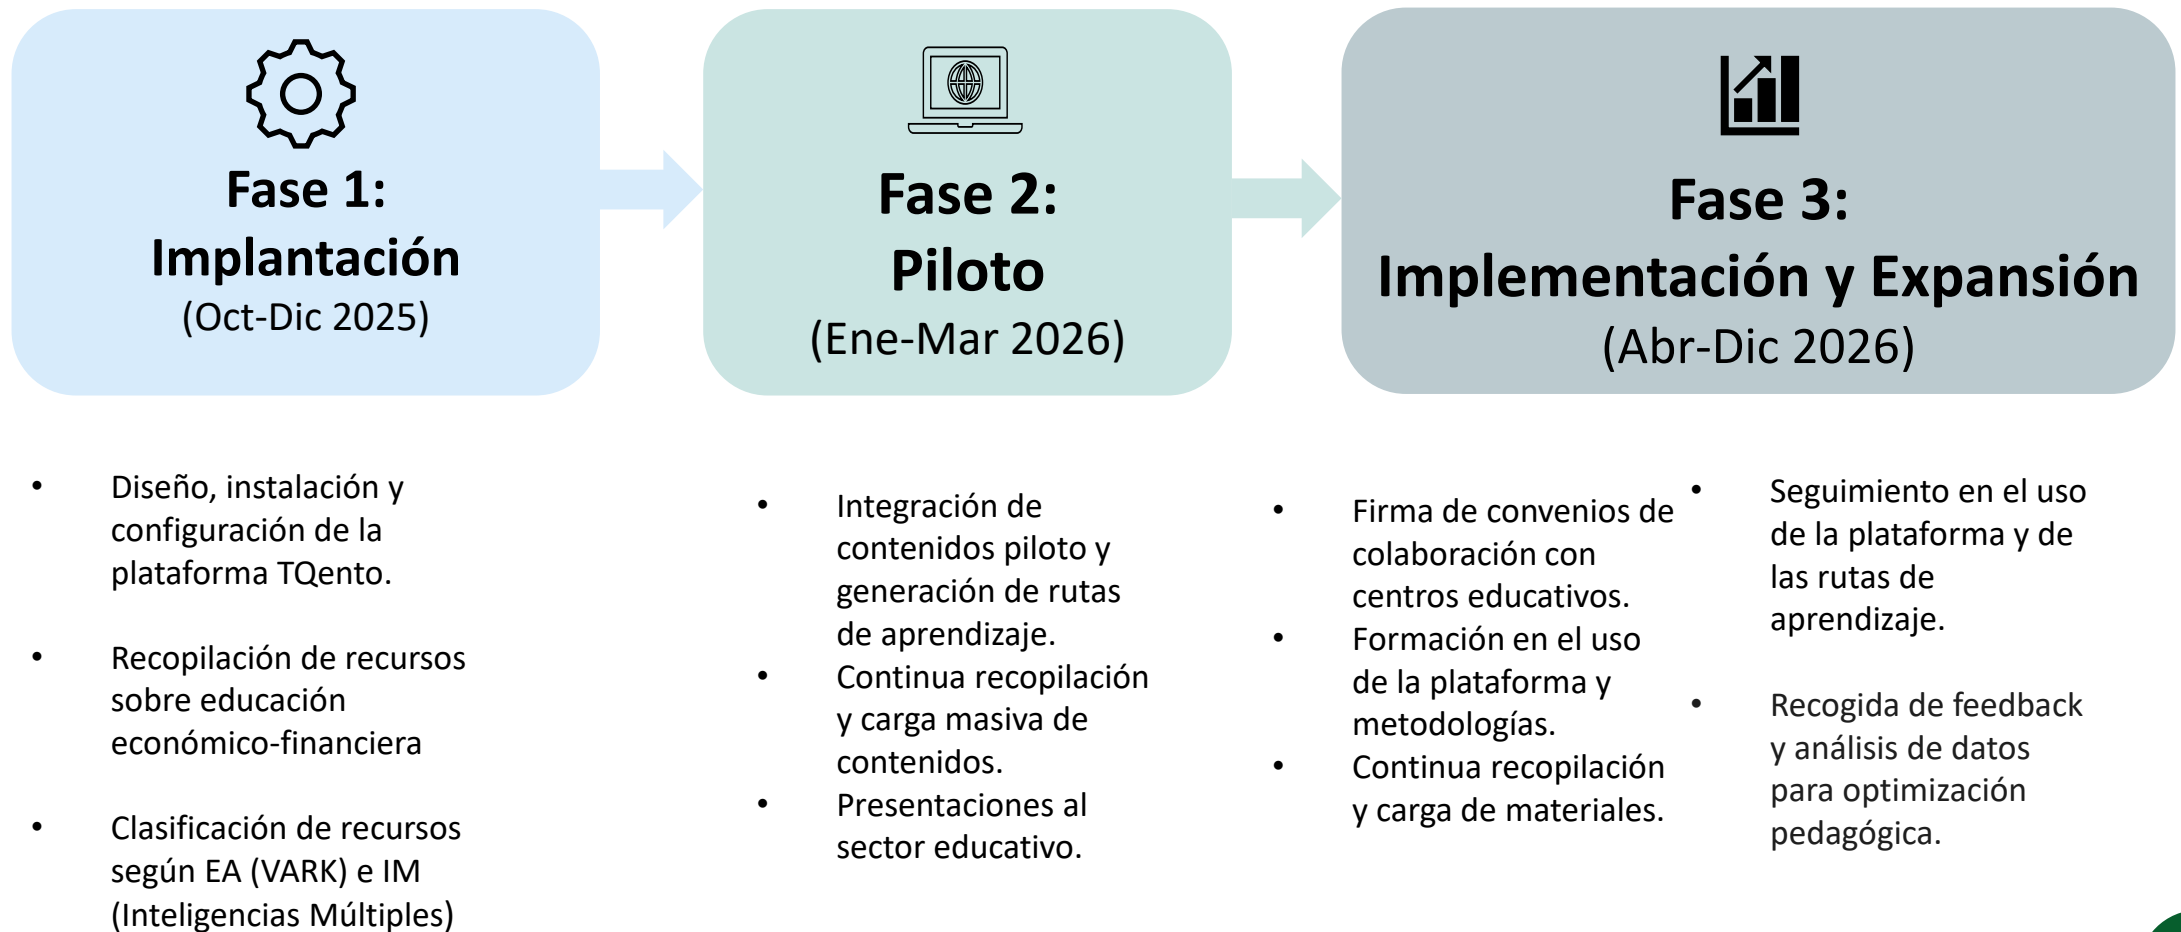 Fase 1:
Implantación
(Oct-Dic 2025)
Fase 2:
Piloto
(Ene-Mar 2026)
Fase 3:
Implementación y Expansión
(Abr-Dic 2026)
• Diseño, instalación y
configuración de la
plataforma TQento.
• Recopilación de recursos
sobre educación
económico-financiera
• Clasificación de recursos
según EA (VARK) e IM
(Inteligencias Múltiples)
• Integración de
contenidos piloto y
generación de rutas
de aprendizaje.
• Continua recopilación
y carga masiva de
contenidos.
• Presentaciones al
sector educativo.
• Firma de convenios de
colaboración con
centros educativos.
• Formación en el uso
de la plataforma y
metodologías.
• Continua recopilación
y carga de materiales.
• Seguimiento en el uso
de la plataforma y de
las rutas de
aprendizaje.
• Recogida de feedback
y análisis de datos
para optimización
pedagógica.